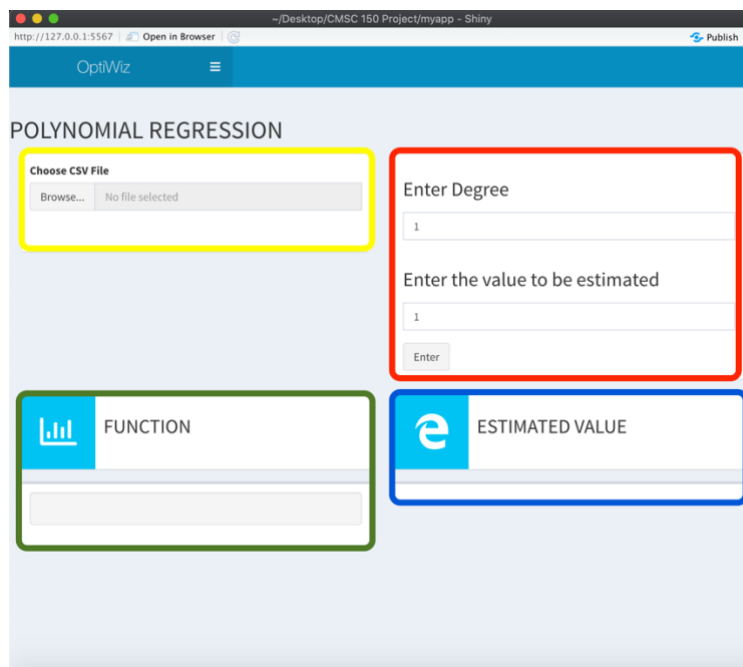 ~/Desktop/CMSC 150 Project/myapp - Shiny
http://127.0.0.1:5567 Open in Browser Publish
OptiWiz
POLYNOMIAL REGRESSION
Choose CSV File
Browse... No file selected
Enter Degree
1
Enter the value to be estimated
1
Enter
FUNCTION
ESTIMATED VALUE